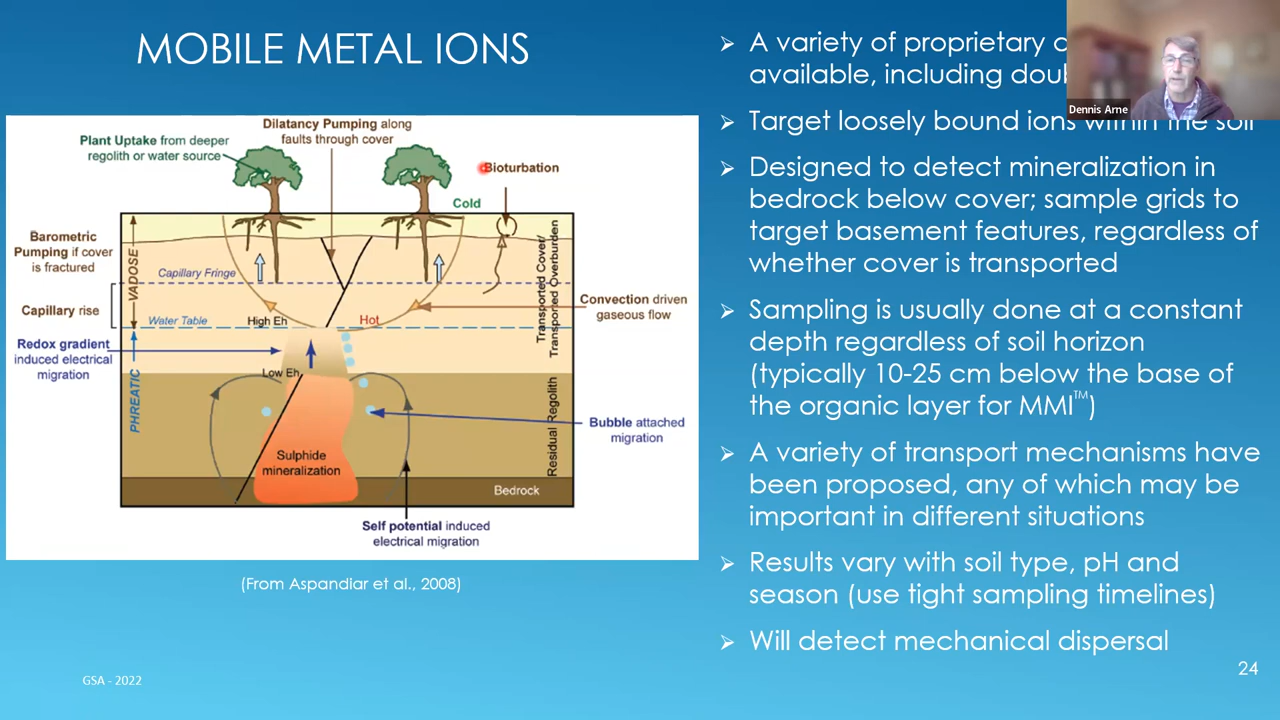 MOBILE METAL IONS
Plant Uptake from deeper
regolith or water source
Dilatancy Pumping along
faults through cover
Bioturbation
Cold
Barometric
Pumping if cover
is fractured
VADOSE
Capillary Fringe
Capillary rise
Water Table
High Eh
Hot
Transported Cover/
Transported Overburden
Convection driven
gaseous flow
Redox gradient
induced electrical
migration
Low Eh
PHREATIC
Residual Regolith
Bubble attached
migration
Sulphide
mineralization
Bedrock
Self potential induced
electrical migration
(From Aspandiar et al., 2008)
GSA - 2022
➢ A variety of proprietary
available, including
➢ Target loosely bound ions within the soil
➢ Designed to detect mineralization in
bedrock below cover; sample grids to
target basement features, regardless of
whether cover is transported
➢ Sampling is usually done at a constant
depth regardless of soil horizon
(typically 10-25 cm below the base of
the organic layer for MMI™)
➢ A variety of transport mechanisms have
been proposed, any of which may be
important in different situations
➢ Results vary with soil type, pH and
season (use tight sampling timelines)
➢ Will detect mechanical dispersal
24
Dennis Arne